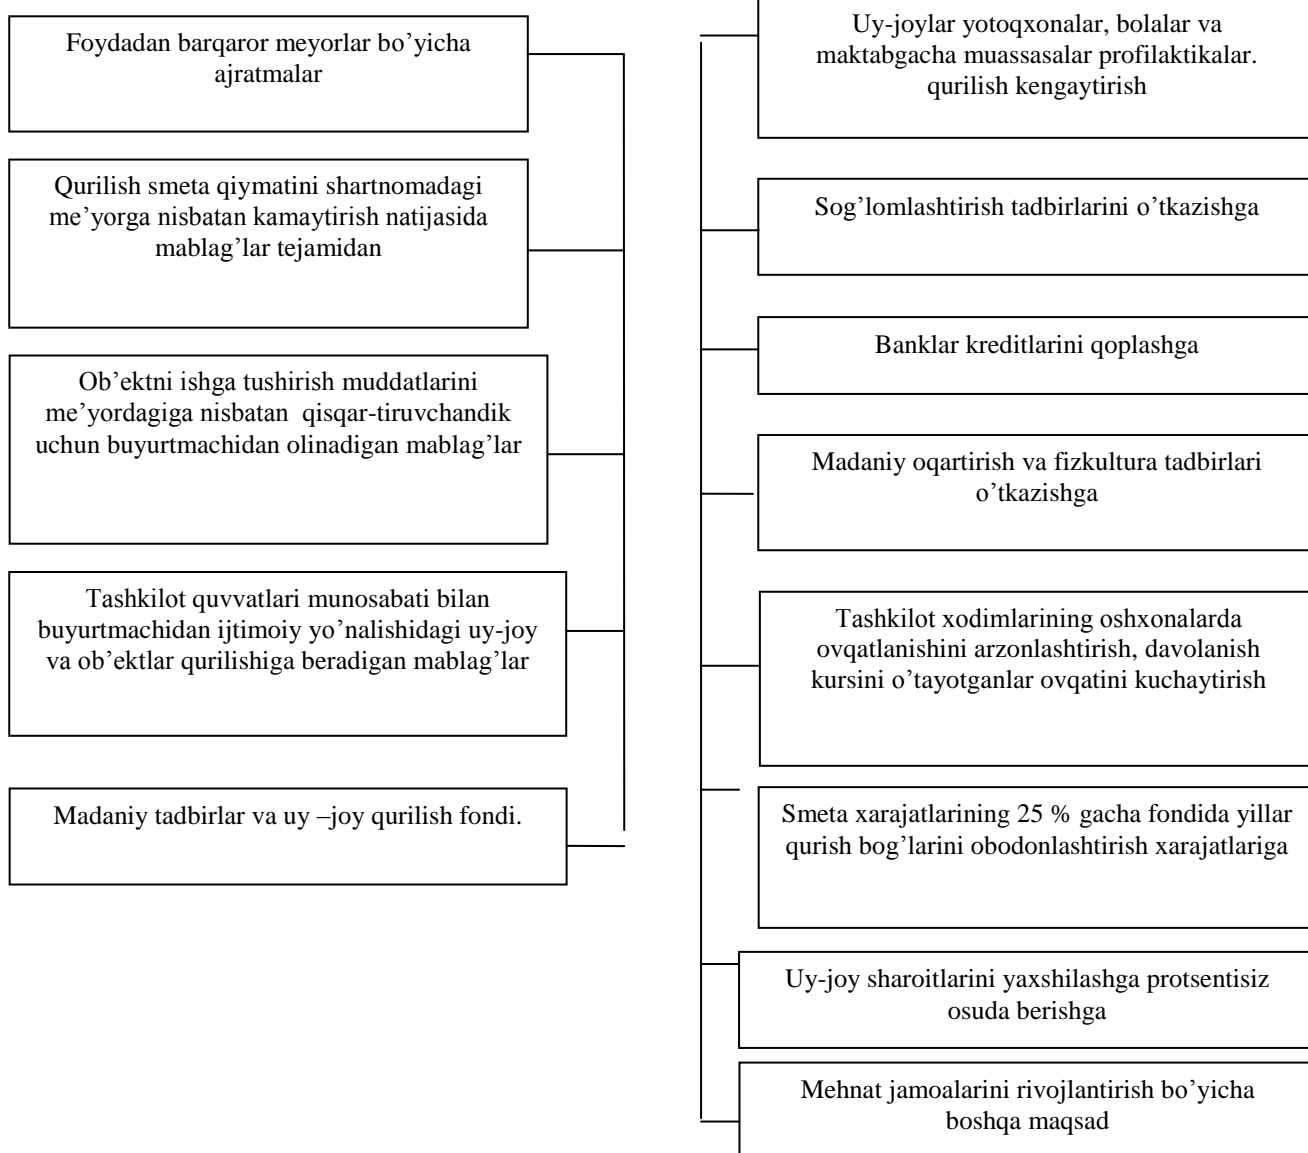 Foydadan barqaror meyorlar bo’yicha
ajratmalar
Qurilish smeta qiymatini shartnomadagi
me’yorga nisbatan kamaytirish natijasida
mablag’lar tejamidan
Ob’ektni ishga tushirish muddatlarini
me’yordagiga nisbatan qisqar-tiruvchandik
uchun buyurtmachidan olinadigan mablag’lar
Tashkilot quvvatlari munosabati bilan
buyurtmachidan ijtimoiy yo’nalishidagi uy-joy
va ob’ektlar qurilishiga beradigan mablag’lar
Madaniy tadbirlar va uy –joy qurilish fondi.
Uy-joylar yotoqxonalar, bolalar va
maktabgacha muassasalar profilaktikalar.
qurilish kengaytirish
Sog’lomlashtirish tadbirlarini o’tkazishga
Banklar kreditlarini qoplashga
Madaniy oqartirish va fizkultura tadbirlari
o’tkazishga
Tashkilot xodimlarining oshxonalarda
ovqatlanishini arzonlashtirish, davolanish
kursini o’tayotganlar ovqatini kuchaytirish
Smeta xarajatlarining 25 % gacha fondida yillar
qurish bog’larini obodonlashtirish xarajatlariga
Uy-joy sharoitlarini yaxshilashga protsentisiz
osuda berishga
Mehnat jamoalarini rivojlantirish bo’yicha
boshqa maqsad